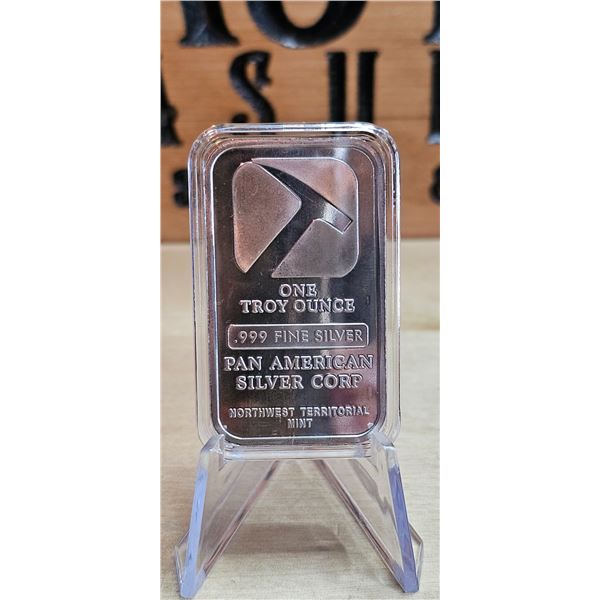 ONE
TROY OUNCE
.999 FINE SILVER
PAN AMERICAN
SILVER CORP
NORTHWEST TERRITORIAL
MINT